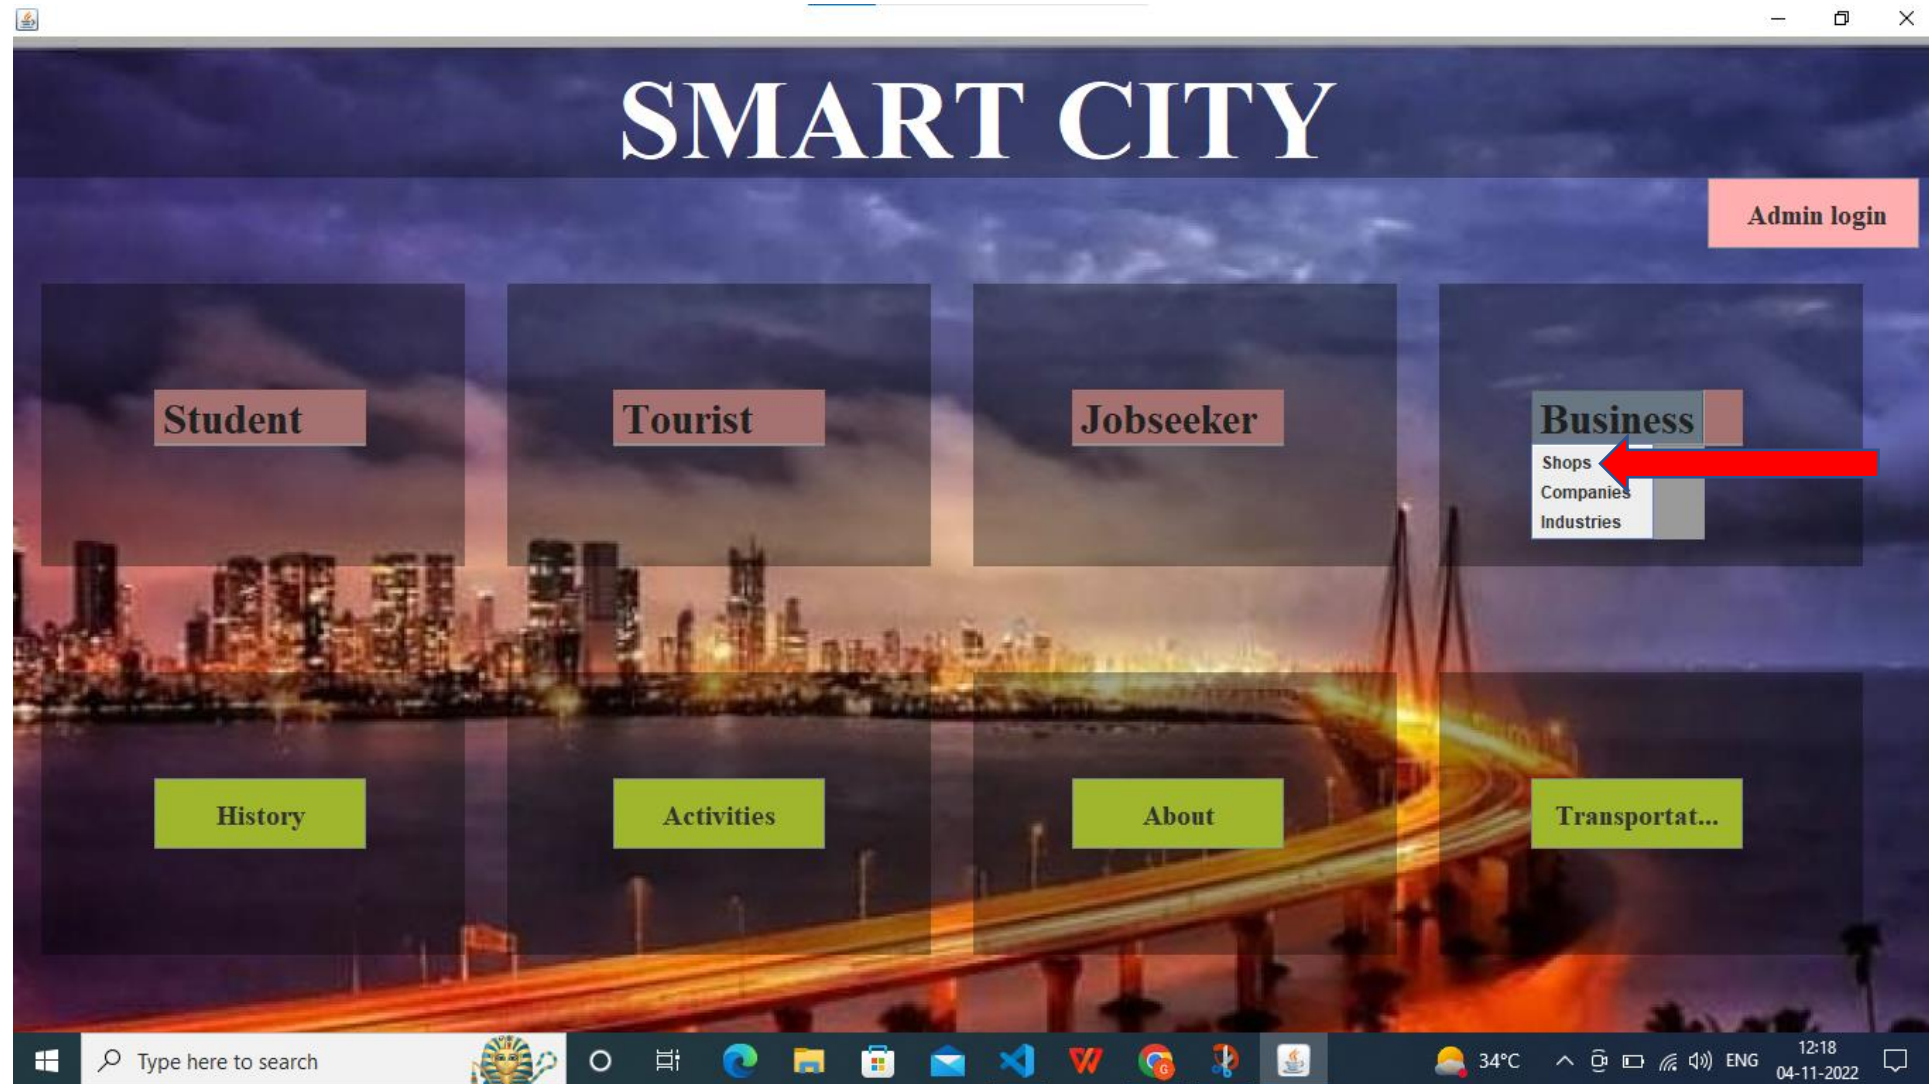 SMART CITY
Admin login
Student
Tourist
Jobseeker
Business
Shops
Companies
Industries
History
Activities
About
Transportat...
Type here to search
34°C
ENG
12:18
04-11-2022